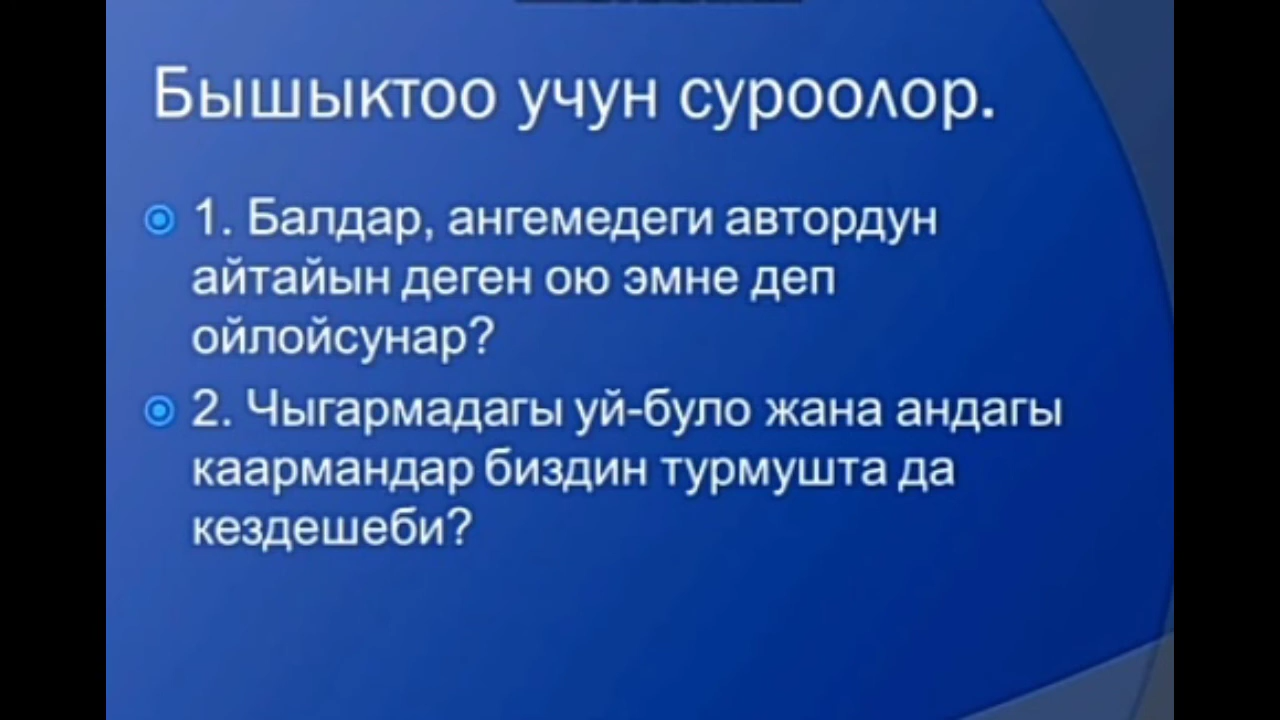 Бышыктоо учун суроолор.
1. Балдар, ангемедеги автордун
айтайын деген ою эмне деп
ойлойсунар?
2. Чыгармадагы уй-було жана андагы
каармандар биздин турмушта да
кездешеби?